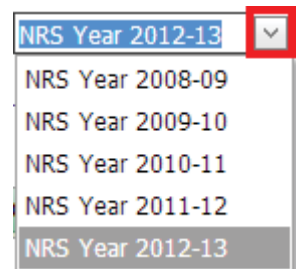 NRS Year 2012-13
NRS Year 2008-09
NRS Year 2009-10
NRS Year 2010-11
NRS Year 2011-12
NRS Year 2012-13